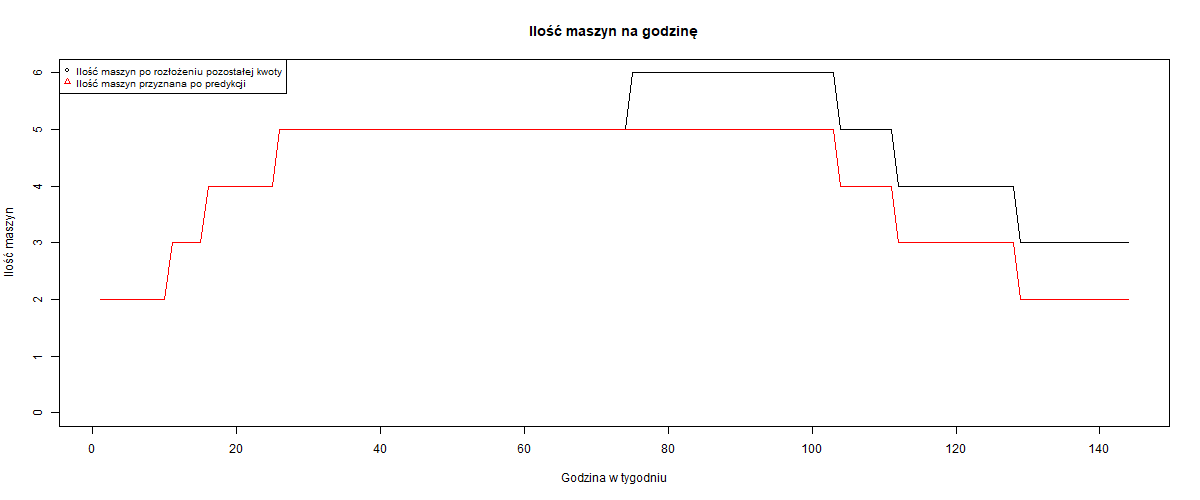 Ilość maszyn na godzinę
Ilość maszyn po rozłożeniu pozostałej kwoty
Ilość maszyn przyznana po predykcji
Ilość maszyn
6
5
4
3
2
1
0
0 20 40 60 80 100 120 140
Godzina w tygodniu